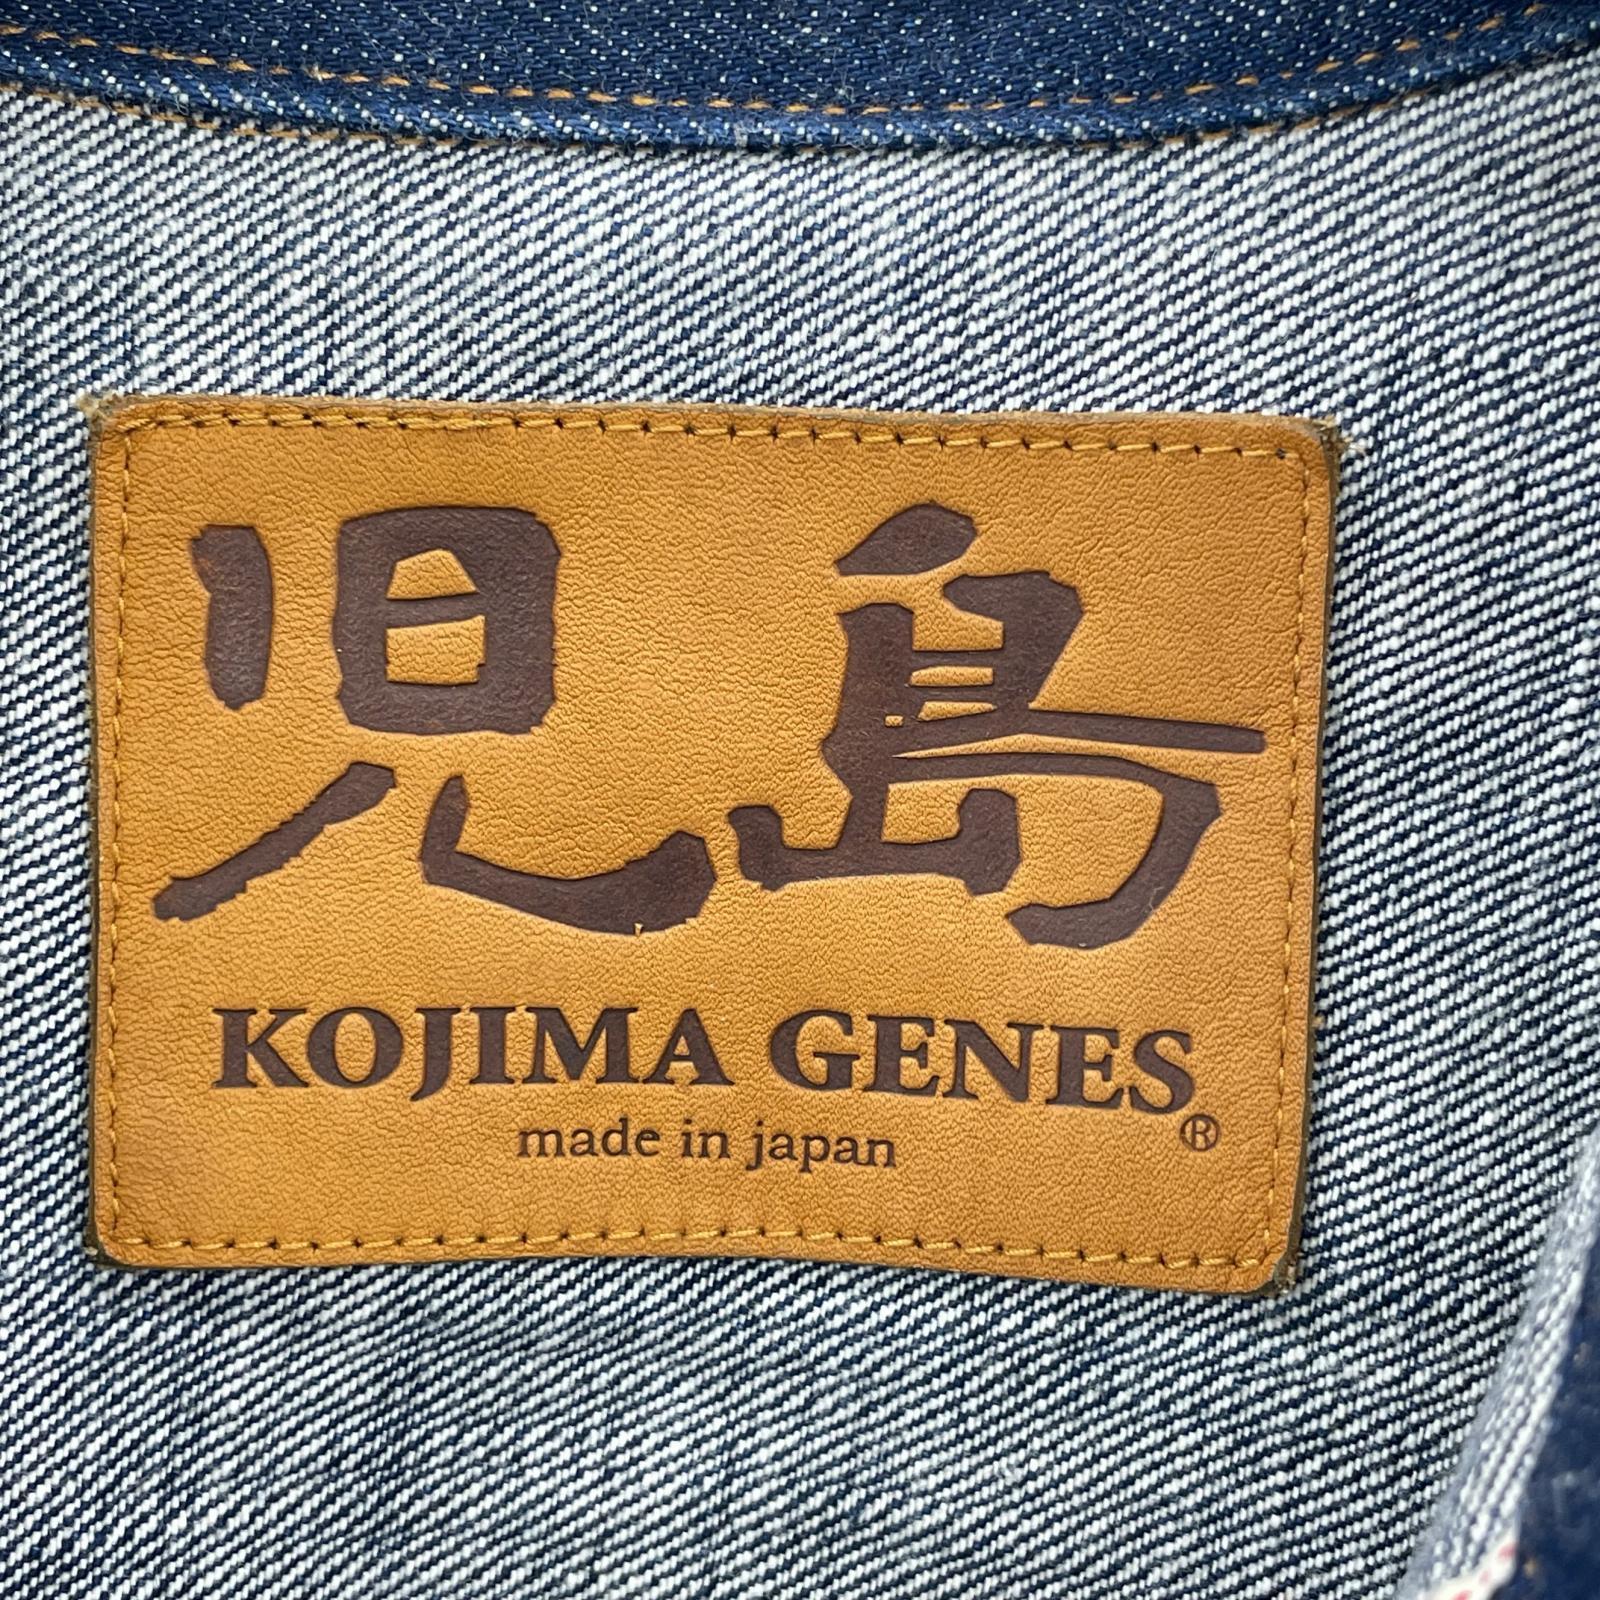 児島
KOJIMA GENES
®
made in japan